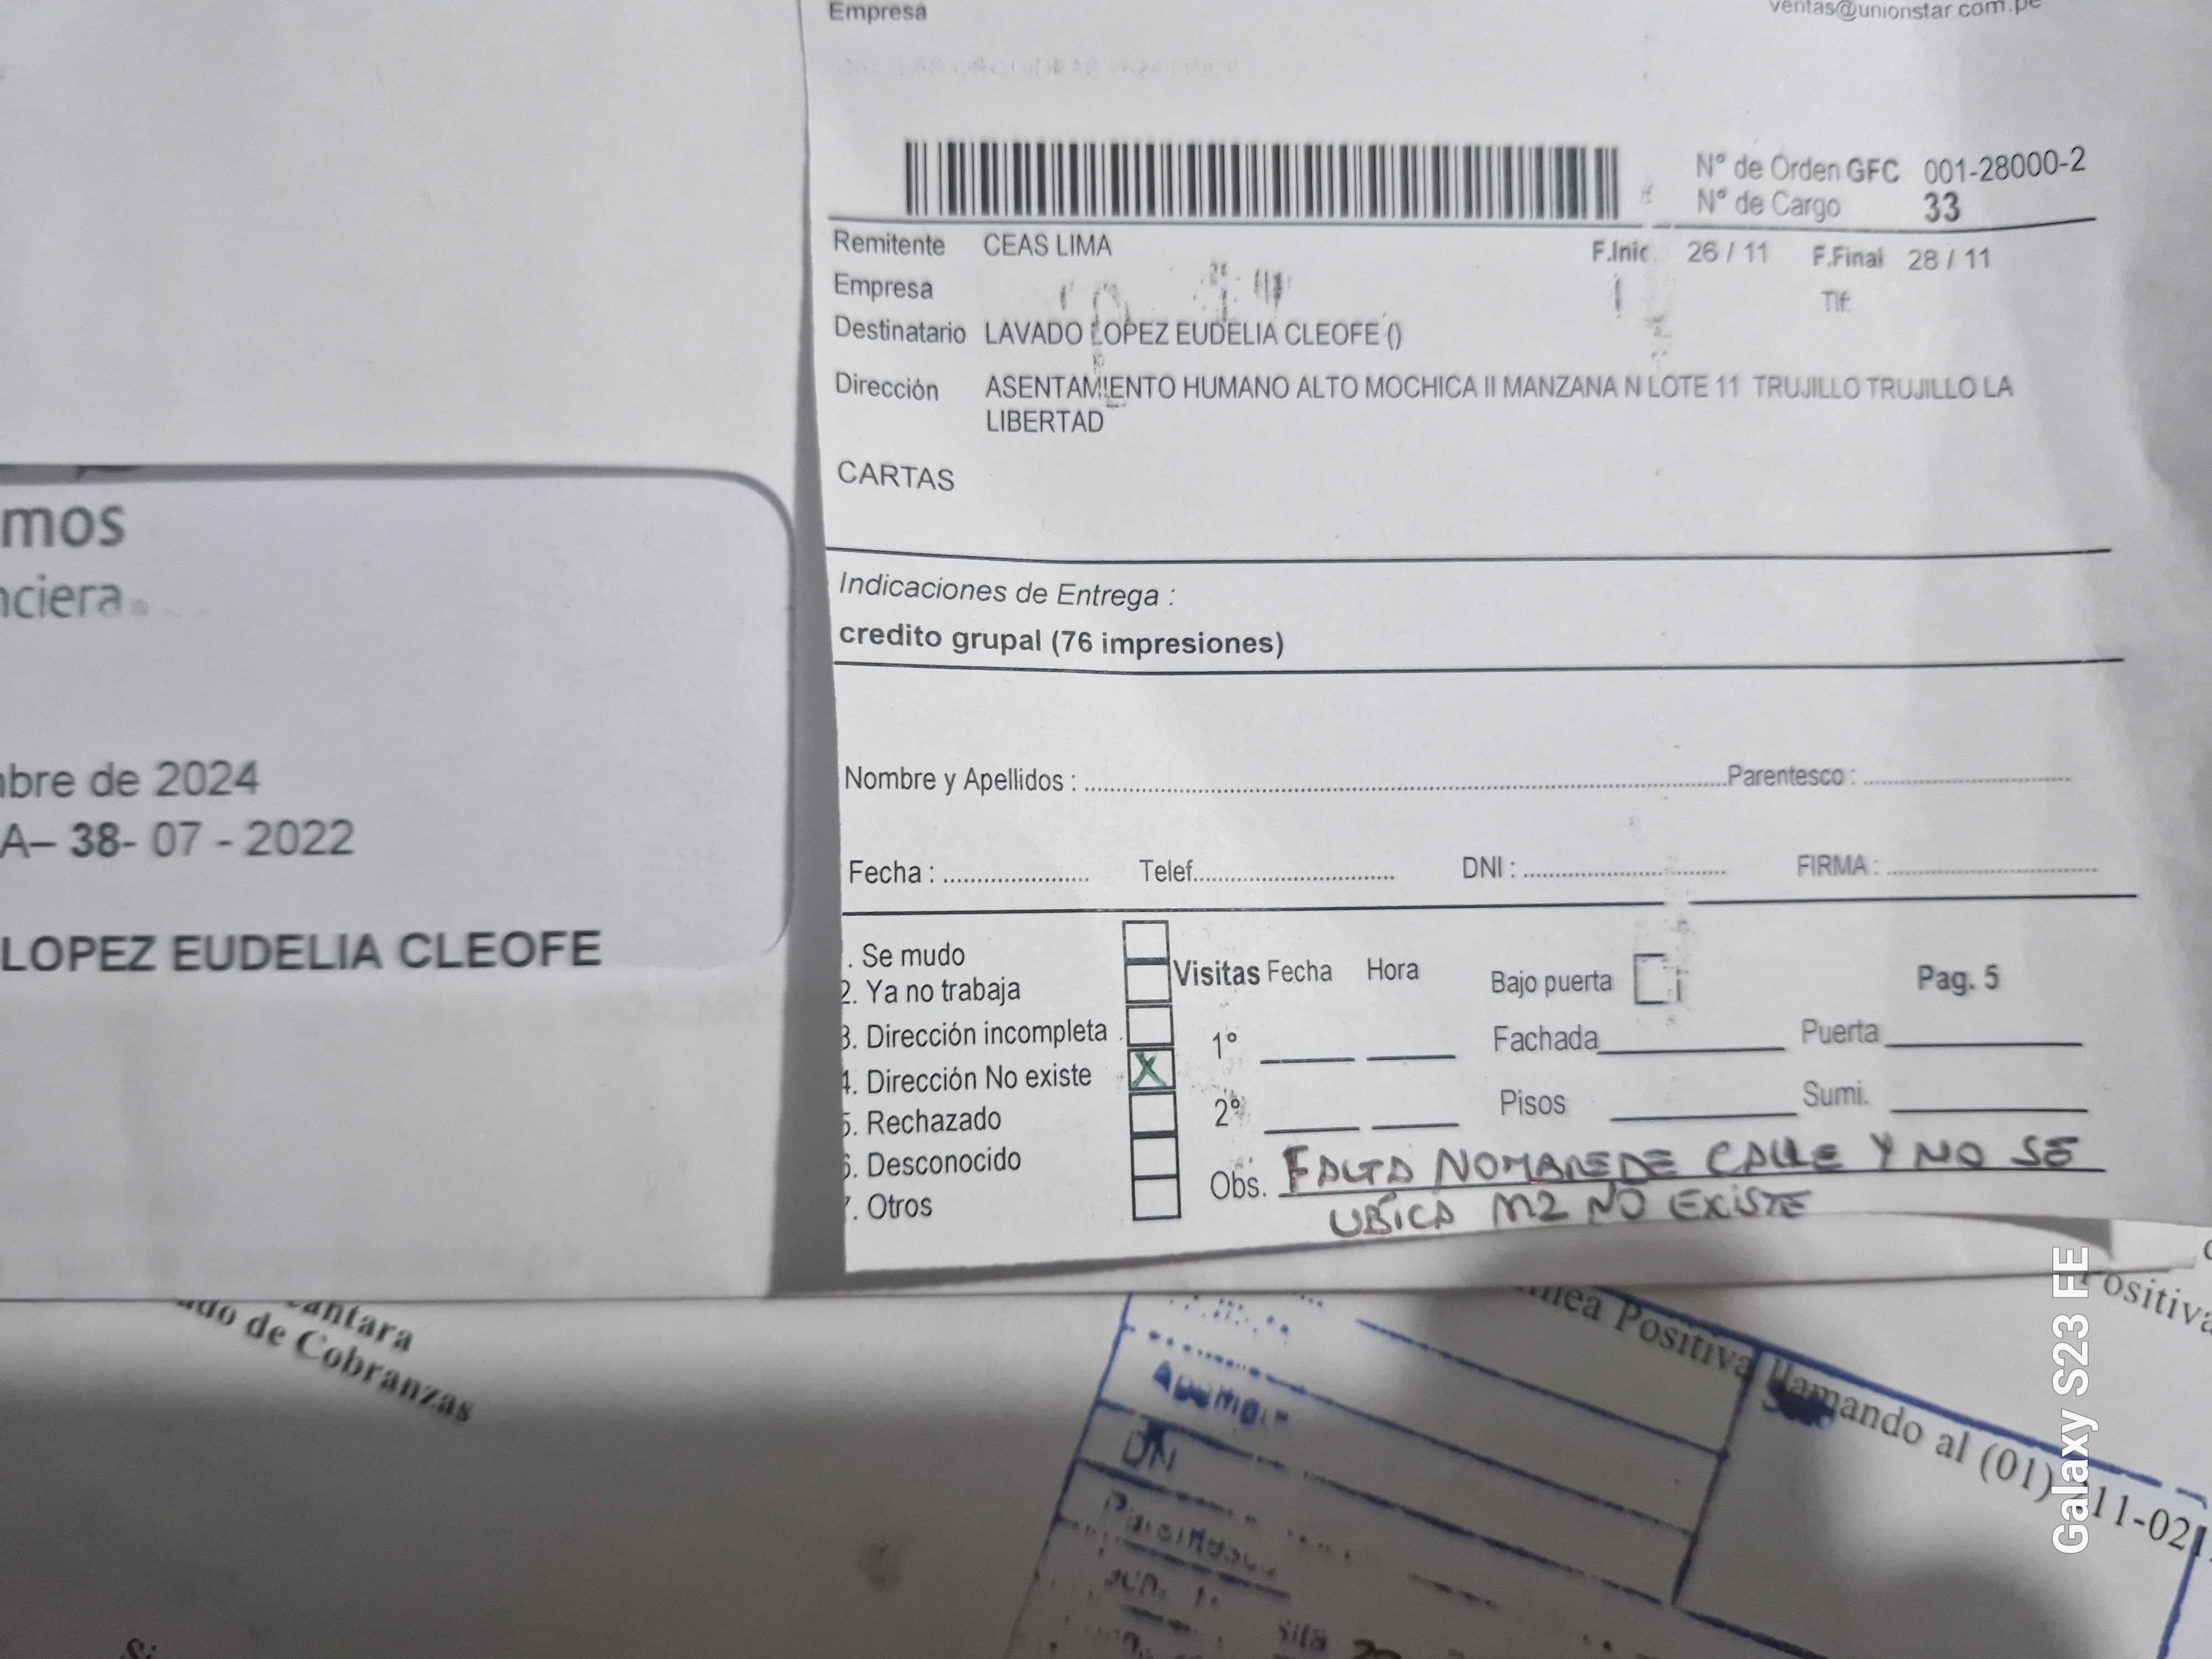 Empresa
ventas@unionstar.com.pe
N° de Orden GFC 001-28000-2
N° de Cargo 33
Remitente CEAS LIMA F.Inic. 26 / 11 F.Final 28 / 11
Empresa Tlf:
Destinatario LAVADO LOPEZ EUDELIA CLEOFE ()
Dirección ASENTAMIENTO HUMANO ALTO MOCHICA II MANZANA N LOTE 11 TRUJILLO TRUJILLO LA
LIBERTAD
CARTAS
Indicaciones de Entrega :
credito grupal (76 impresiones)
Nombre y Apellidos : Parentesco :
Fecha : Telef. DNI : FIRMA :
. Se mudo
2. Ya no trabaja
3. Dirección incompleta
4. Dirección No existe X
5. Rechazado
6. Desconocido
7. Otros
Visitas Fecha Hora
1°
2°
Bajo puerta
Pag. 5
Fachada Puerta
Pisos Sumi.
Obs. FALTA NOMBRE DE CALLE Y NO SE
UBICA MZ NO EXISTE
mos
nciera
bre de 2024
A– 38- 07 - 2022
LOPEZ EUDELIA CLEOFE
antara
ado de Cobranzas
nea Positiva llamando al (01) 211-021
Positiva
DN
Galaxy S23 FE